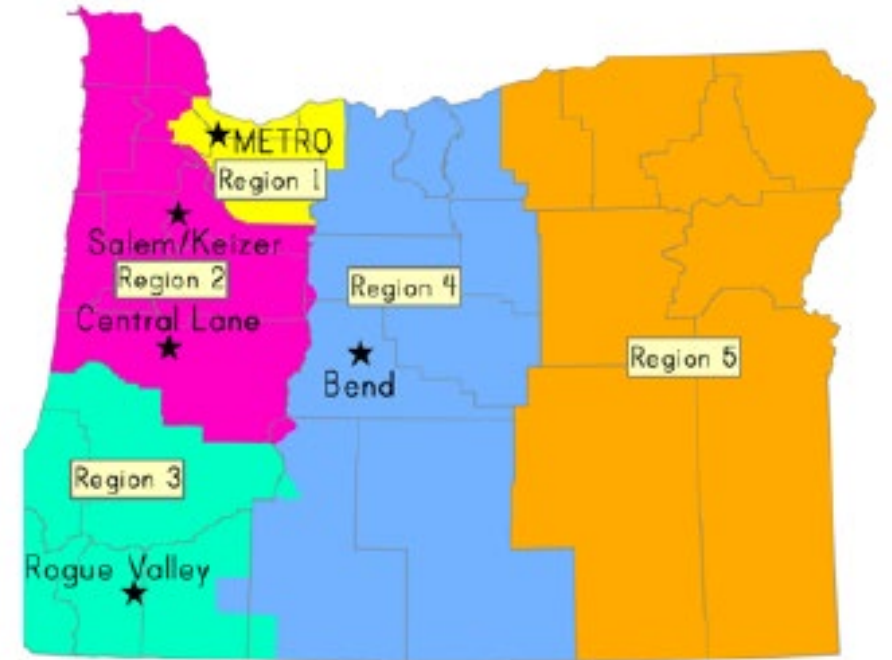 METRO
Region 1
Salem/Keizer
Region 2
Region 4
Central Lane
Region 5
Bend
Region 3
Rogue Valley